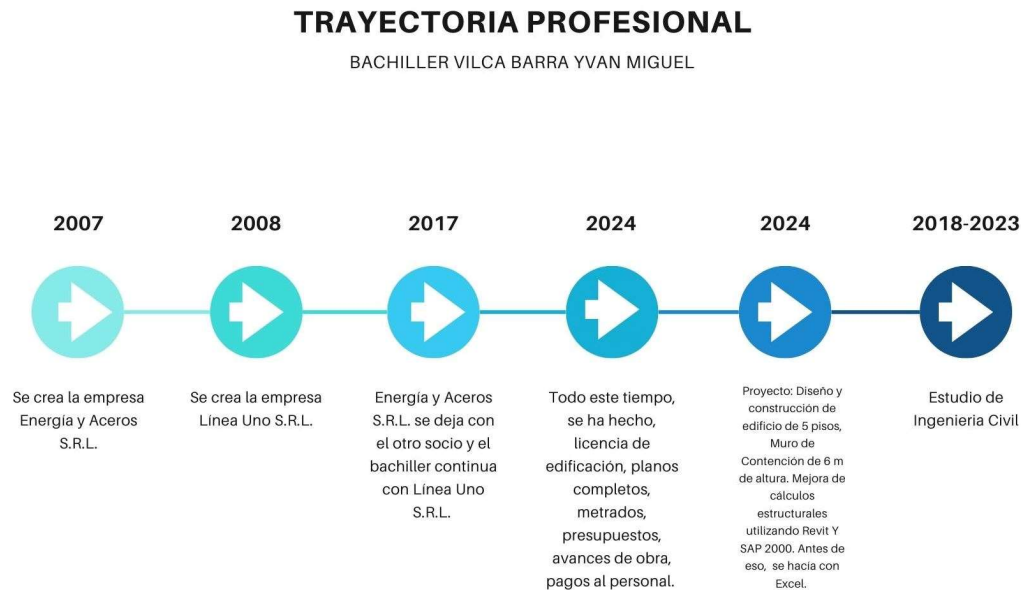 TRAYECTORIA PROFESIONAL
BACHILLER VILCA BARRA YVAN MIGUEL
2007
Se crea la empresa
Energía y Aceros
S.R.L.
2008
Se crea la empresa
Línea Uno S.R.L.
2017
Energía y Aceros
S.R.L. se deja con
el otro socio y el
bachiller continua
con Línea Uno
S.R.L.
2024
Todo este tiempo,
se ha hecho,
licencia de
edificación, planos
completos,
metrados,
presupuestos,
avances de obra,
pagos al personal.
2024
Proyecto: Diseño y
construcción de
edificio de 5 pisos,
Muro de
Contención de 6 m
de altura. Mejora de
cálculos
estructurales
utilizando Revit Y
SAP 2000. Antes de
eso, se hacia con
Excel.
2018-2023
Estudio de
Ingenieria Civil